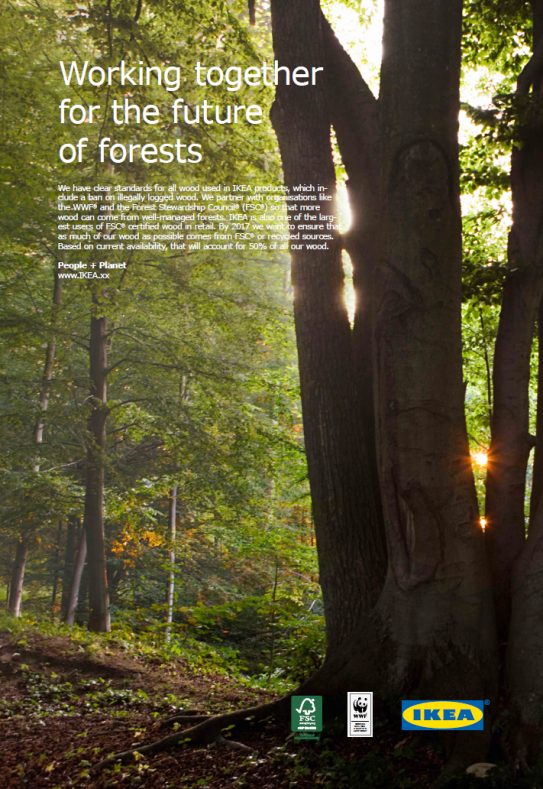 Working together
for the future
of forests
We have clear standards for all wood used in IKEA products, which in-
clude a ban on illegally logged wood. We partner with organisations like
the WWF® and the Forest Stewardship Council® (FSC®) so that more
wood can come from well-managed forests. IKEA is also one of the larg-
est users of FSC® certified wood in retail. By 2017 we want to ensure that
as much of our wood as possible comes from FSC® or recycled sources.
Based on current availability, that will account for 50% of all our wood.
People + Planet
www.IKEA.xx
FSC
WWF
IKEA®